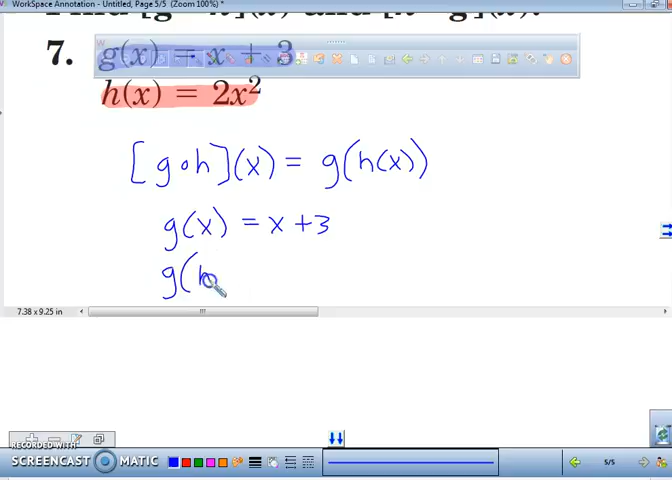 WorkSpace Annotation, Page 5/5 (Zoom 100%) *
7. g(x) = x + 3
h(x) = 2x²
[g∘h](x) = g(h(x))
g(x) = x + 3
g(h
7.38 x 9.25 in
RECORDED WITH
SCREENCAST MATIC
5/5